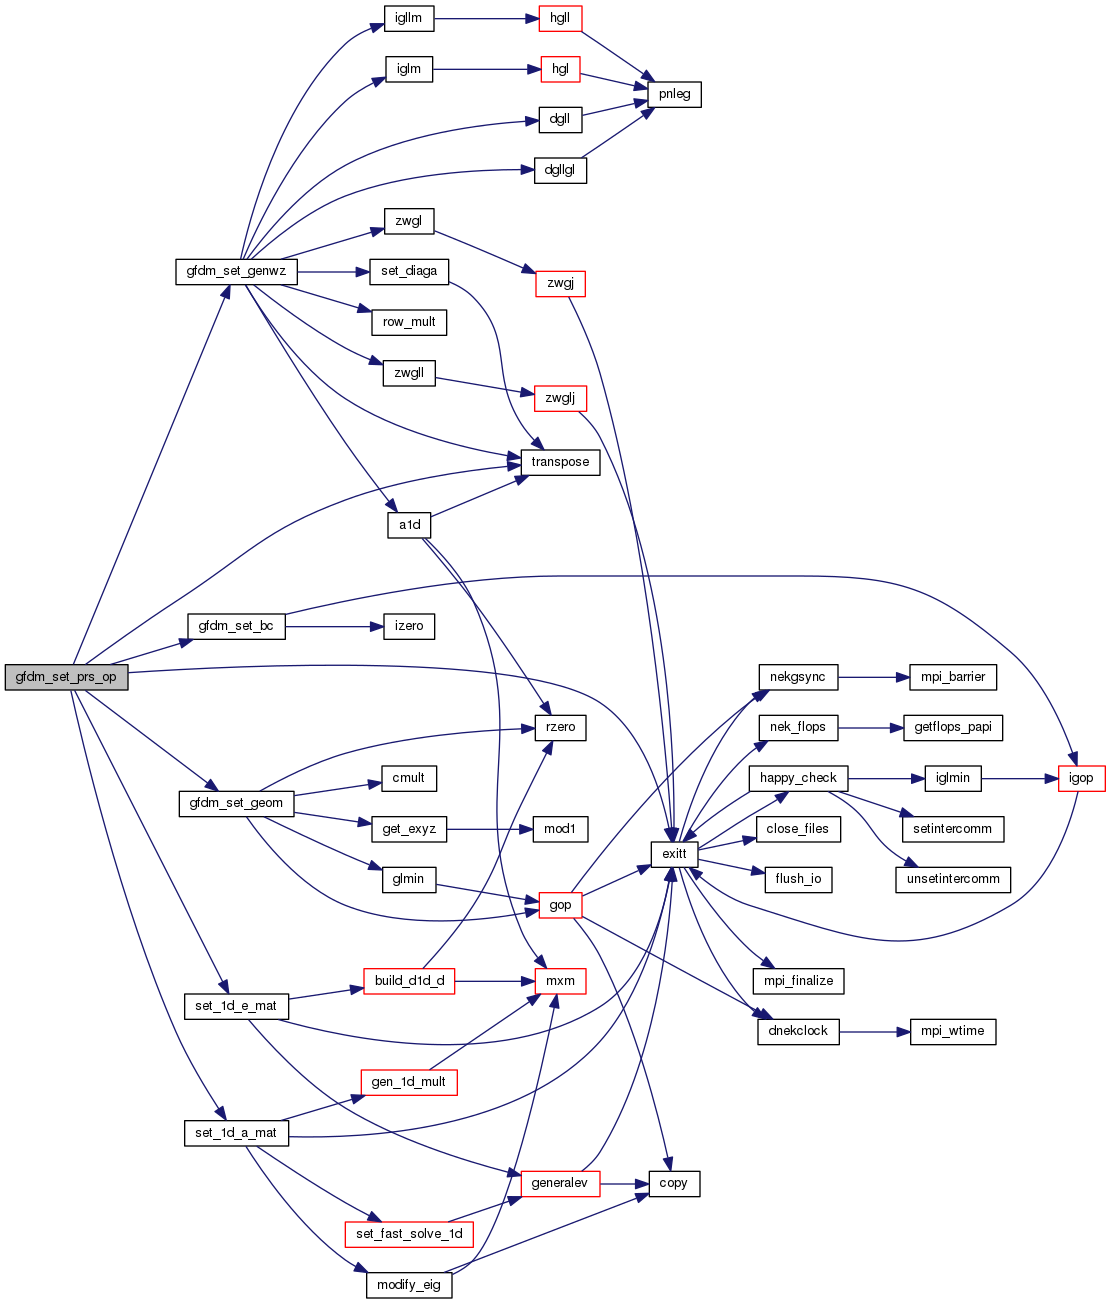 igllm
hgll
iglm
hgl
pnleg
dgll
dgllgl
zwgl
gfdm_set_genwz
set_diaga
zwgj
row_mult
zwgll
zwglj
transpose
a1d
gfdm_set_bc
izero
gfdm_set_prs_op
nekgsync
mpi_barrier
rzero
nek_flops
getflops_papi
cmult
happy_check
iglmin
igop
gfdm_set_geom
get_exyz
mod1
close_files
setintercomm
exitt
glmin
flush_io
unsetintercomm
gop
build_d1d_d
mxm
mpi_finalize
set_1d_e_mat
dnekclock
mpi_wtime
gen_1d_mult
set_1d_a_mat
generalev
copy
set_fast_solve_1d
modify_eig